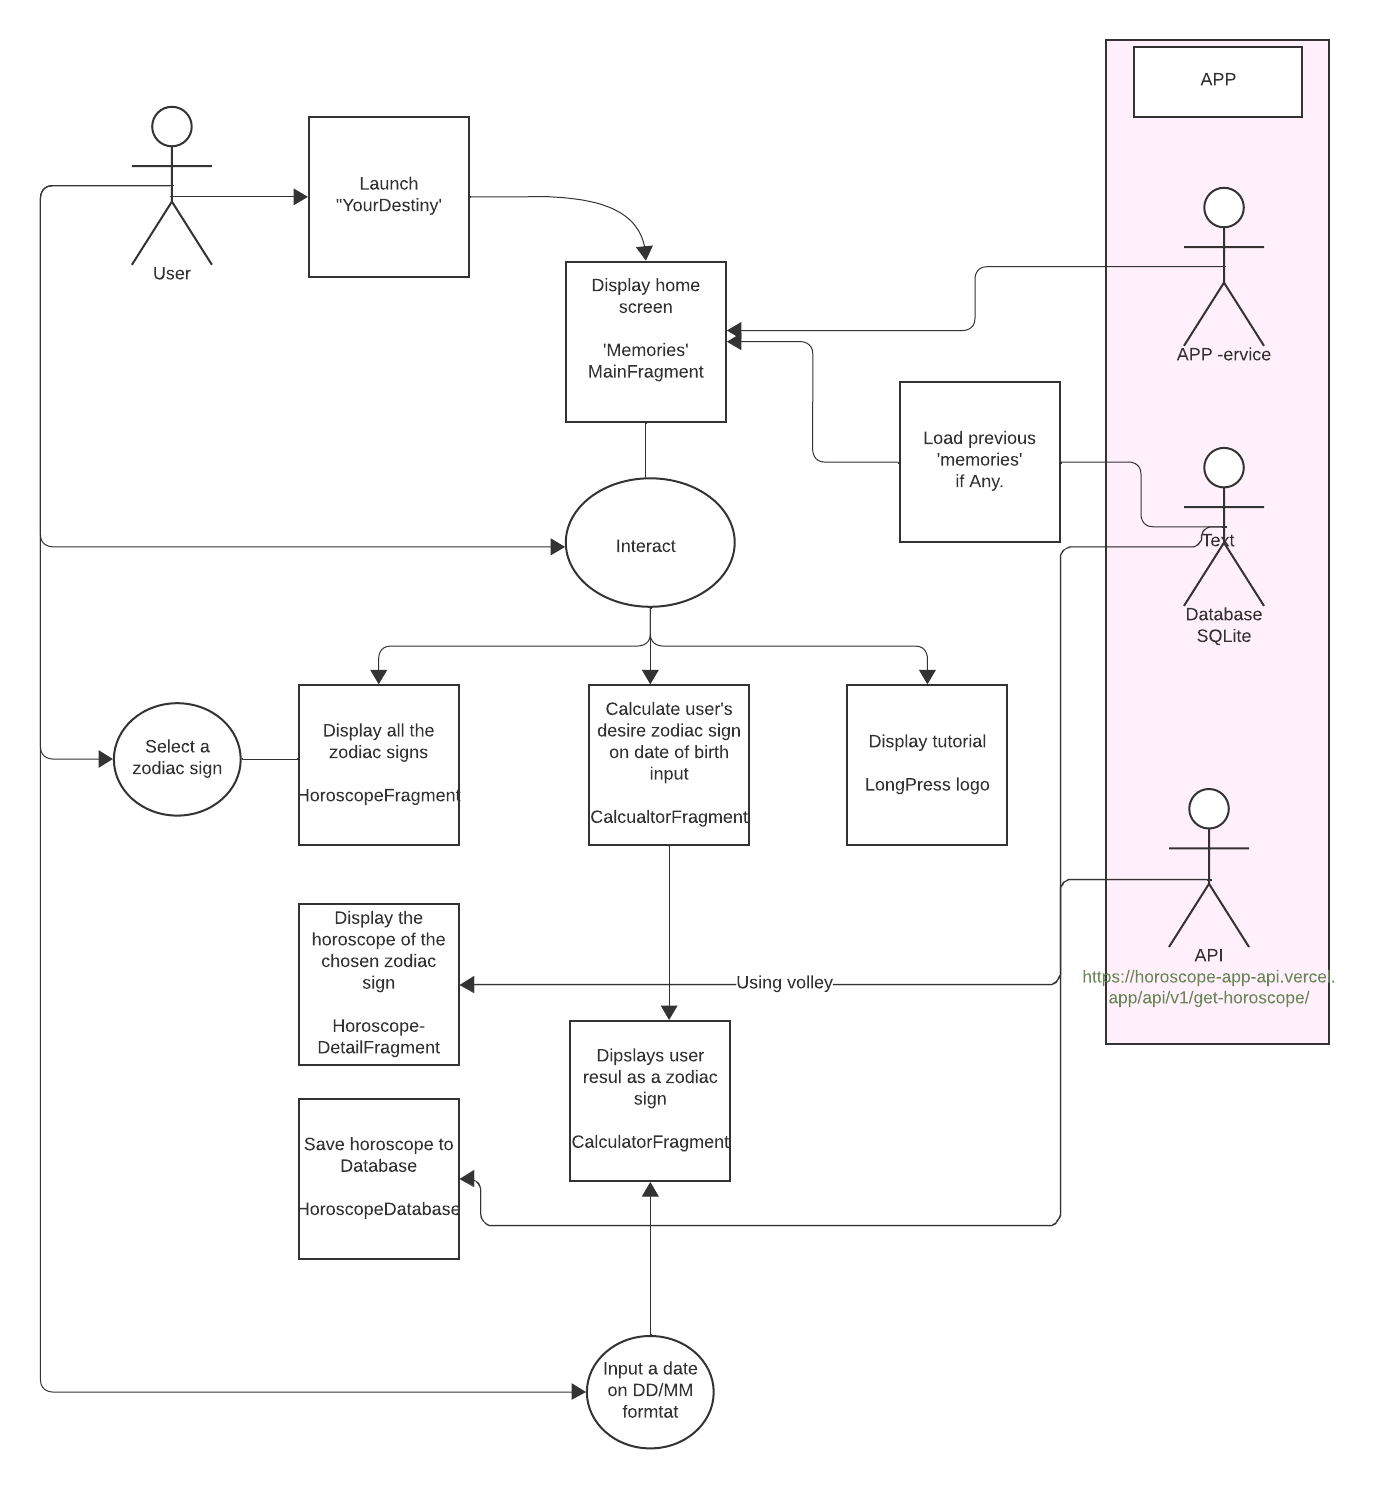 APP
Launch
"YourDestiny'
User
Display home
screen
'Memories'
MainFragment
APP -ervice
Load previous
'memories'
if Any.
Interact
Text
Database
SQLite
Select a
zodiac sign
Display all the
zodiac signs
HoroscopeFragment
Calculate user's
desire zodiac sign
on date of birth
input
CalcualtorFragment
Display tutorial
LongPress logo
Display the
horoscope of the
chosen zodiac
sign
Horoscope-
DetailFragment
Using volley
API
https://horoscope-app-api.vercel.
app/api/v1/get-horoscope/
Dipslays user
resul as a zodiac
sign
CalculatorFragment
Save horoscope to
Database
HoroscopeDatabase
Input a date
on DD/MM
formtat